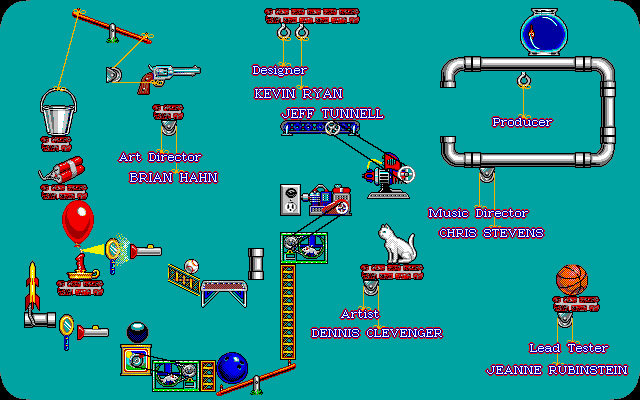 Designer
KEVIN RYAN
JEFF TUNNELL
Producer
Art Director
BRIAN HAHN
Music Director
CHRIS STEVENS
Artist
DENNIS CLEVENGER
Lead Tester
JEANNE RUBINSTEIN